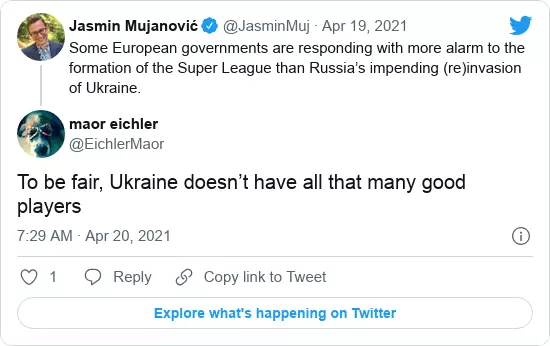 Jasmin Mujanović @JasminMuj · Apr 19, 2021
Some European governments are responding with more alarm to the
formation of the Super League than Russia’s impending (re)invasion
of Ukraine.
maor eichler
@EichlerMaor
To be fair, Ukraine doesn’t have all that many good
players
7:29 AM · Apr 20, 2021
1 Reply Copy link to Tweet
Explore what's happening on Twitter